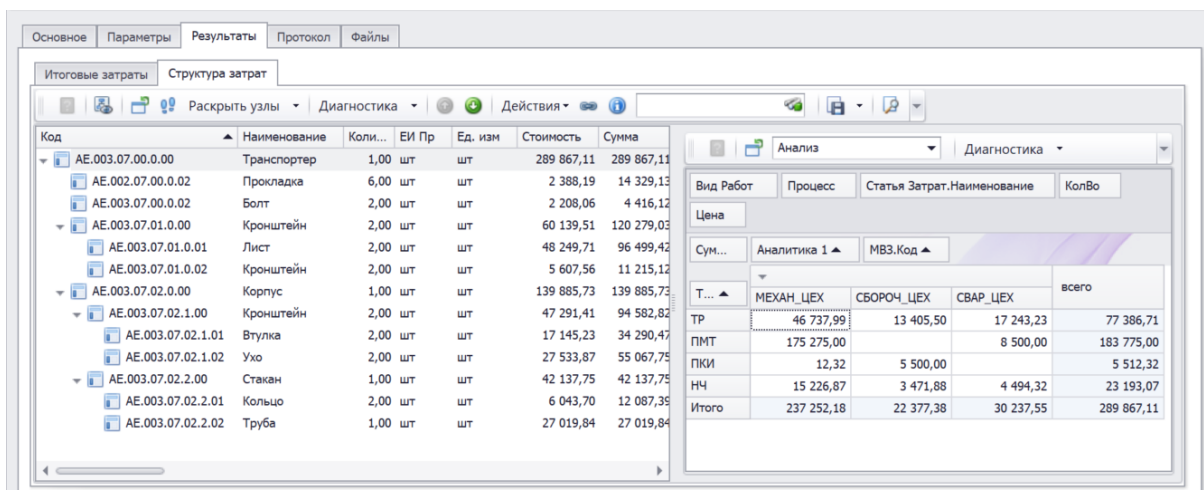 Основное Параметры Результаты Протокол Файлы
Итоговые затраты Структура затрат
Раскрыть узлы Диагностика Действия
Код Наименование Коли... ЕИ Пр Ед. изм Стоимость Сумма
АЕ.003.07.00.0.00 Транспортер 1,00 шт шт 289 867,11 289 867,11
АЕ.002.07.00.0.02 Прокладка 6,00 шт шт 2 388,19 14 329,13
АЕ.003.07.00.0.02 Болт 2,00 шт шт 2 208,06 4 416,12
АЕ.003.07.01.0.00 Кронштейн 2,00 шт шт 60 139,51 120 279,03
АЕ.003.07.01.0.01 Лист 2,00 шт шт 48 249,71 96 499,42
АЕ.003.07.01.0.02 Кронштейн 2,00 шт шт 5 607,56 11 215,12
АЕ.003.07.02.0.00 Корпус 1,00 шт шт 139 885,73 139 885,73
АЕ.003.07.02.1.00 Кронштейн 2,00 шт шт 47 291,41 94 582,82
АЕ.003.07.02.1.01 Втулка 2,00 шт шт 17 145,23 34 290,47
АЕ.003.07.02.1.02 Ухо 2,00 шт шт 27 533,87 55 067,75
АЕ.003.07.02.2.00 Стакан 1,00 шт шт 42 137,75 42 137,75
АЕ.003.07.02.2.01 Кольцо 2,00 шт шт 6 043,70 12 087,39
АЕ.003.07.02.2.02 Труба 1,00 шт шт 27 019,84 27 019,84
Анализ Диагностика
Вид Работ Процесс Статья Затрат.Наименование КолВо
Цена
Сум... Аналитика 1 МВЗ.Код
Т... МЕХАН_ЦЕХ СБОРОЧ_ЦЕХ СВАР_ЦЕХ всего
ТР 46 737,99 13 405,50 17 243,23 77 386,71
ПМТ 175 275,00 8 500,00 183 775,00
ПКИ 12,32 5 500,00 5 512,32
НЧ 15 226,87 3 471,88 4 494,32 23 193,07
Итого 237 252,18 22 377,38 30 237,55 289 867,11